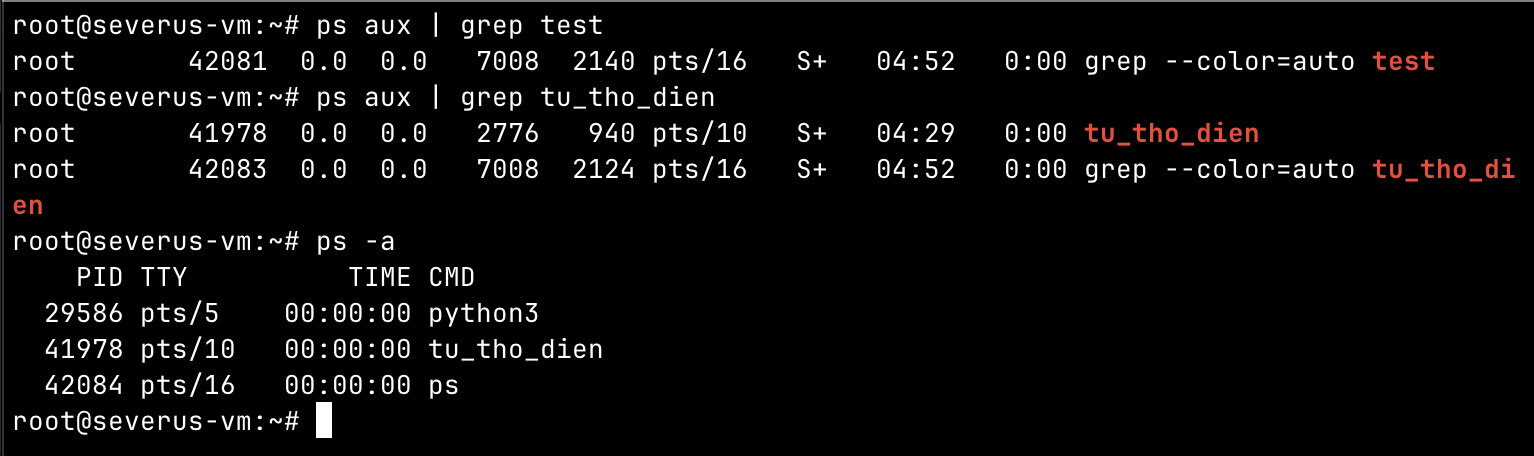 root@severus-vm:~# ps aux | grep test
root       42081  0.0  0.0   7008  2140 pts/16   S+   04:52   0:00 grep --color=auto test
root@severus-vm:~# ps aux | grep tu_tho_dien
root       41978  0.0  0.0   2776   940 pts/10   S+   04:29   0:00 tu_tho_dien
root       42083  0.0  0.0   7008  2124 pts/16   S+   04:52   0:00 grep --color=auto tu_tho_di
en
root@severus-vm:~# ps -a
    PID TTY          TIME CMD
  29586 pts/5    00:00:00 python3
  41978 pts/10   00:00:00 tu_tho_dien
  42084 pts/16   00:00:00 ps
root@severus-vm:~#